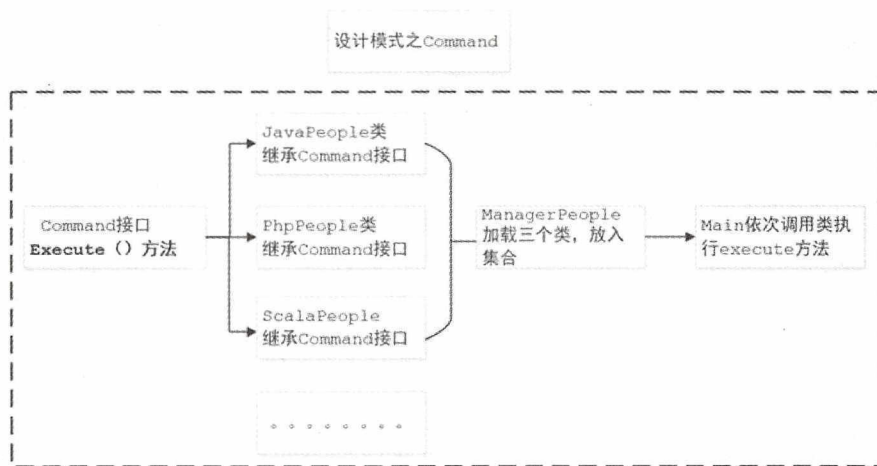 设计模式之Command
JavaPeople类
继承Command接口
Command接口
Execute（）方法
PhpPeople类
继承Command接口
ManagerPeople
加载三个类，放入
集合
Main依次调用类执
行execute方法
ScalaPeople
继承Command接口
。。。。。。。。